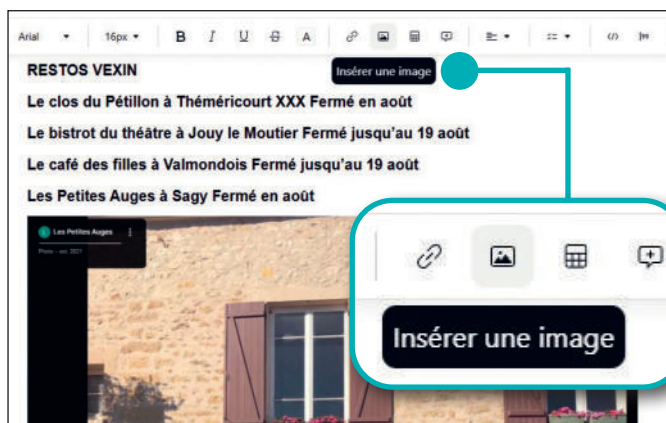 Arial 16px B I U S A
Insérer une image
RESTOS VEXIN
Le clos du Pétillon à Théméricourt XXX Fermé en août
Le bistrot du théâtre à Jouy le Moutier Fermé jusqu'au 19 août
Le café des filles à Valmondois Fermé jusqu'au 19 août
Les Petites Auges à Sagy Fermé en août
Les Petites Auges
Insérer une image